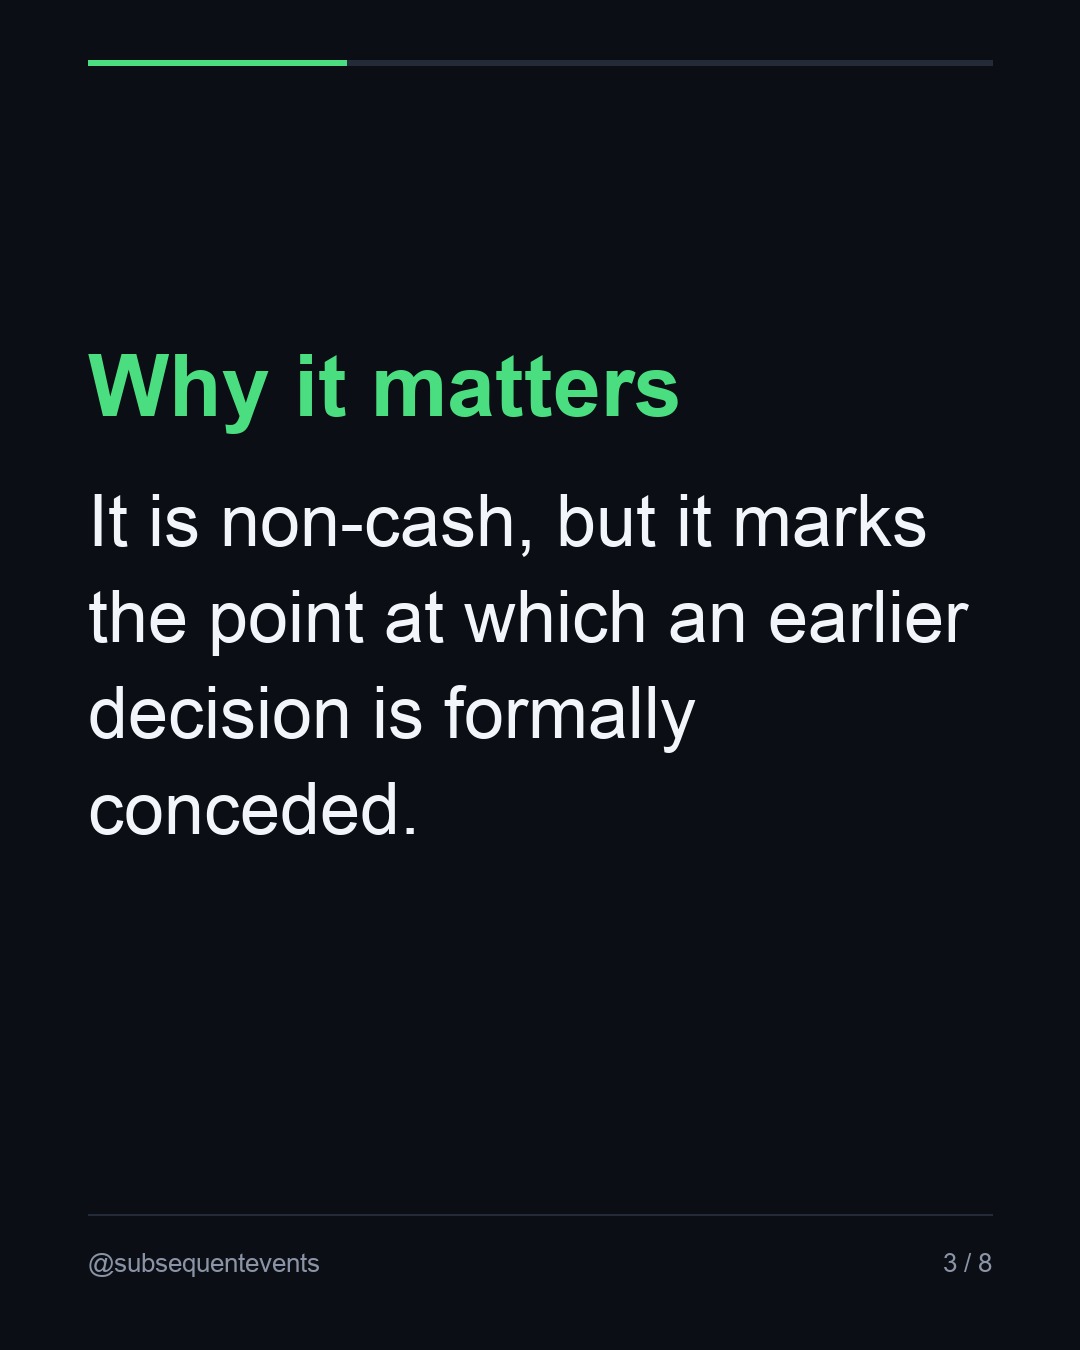 Why it matters
It is non-cash, but it marks
the point at which an earlier
decision is formally
conceded.
@subsequentevents
3 / 8